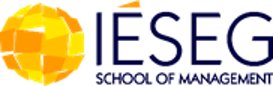 IÉSEG
SCHOOL OF MANAGEMENT